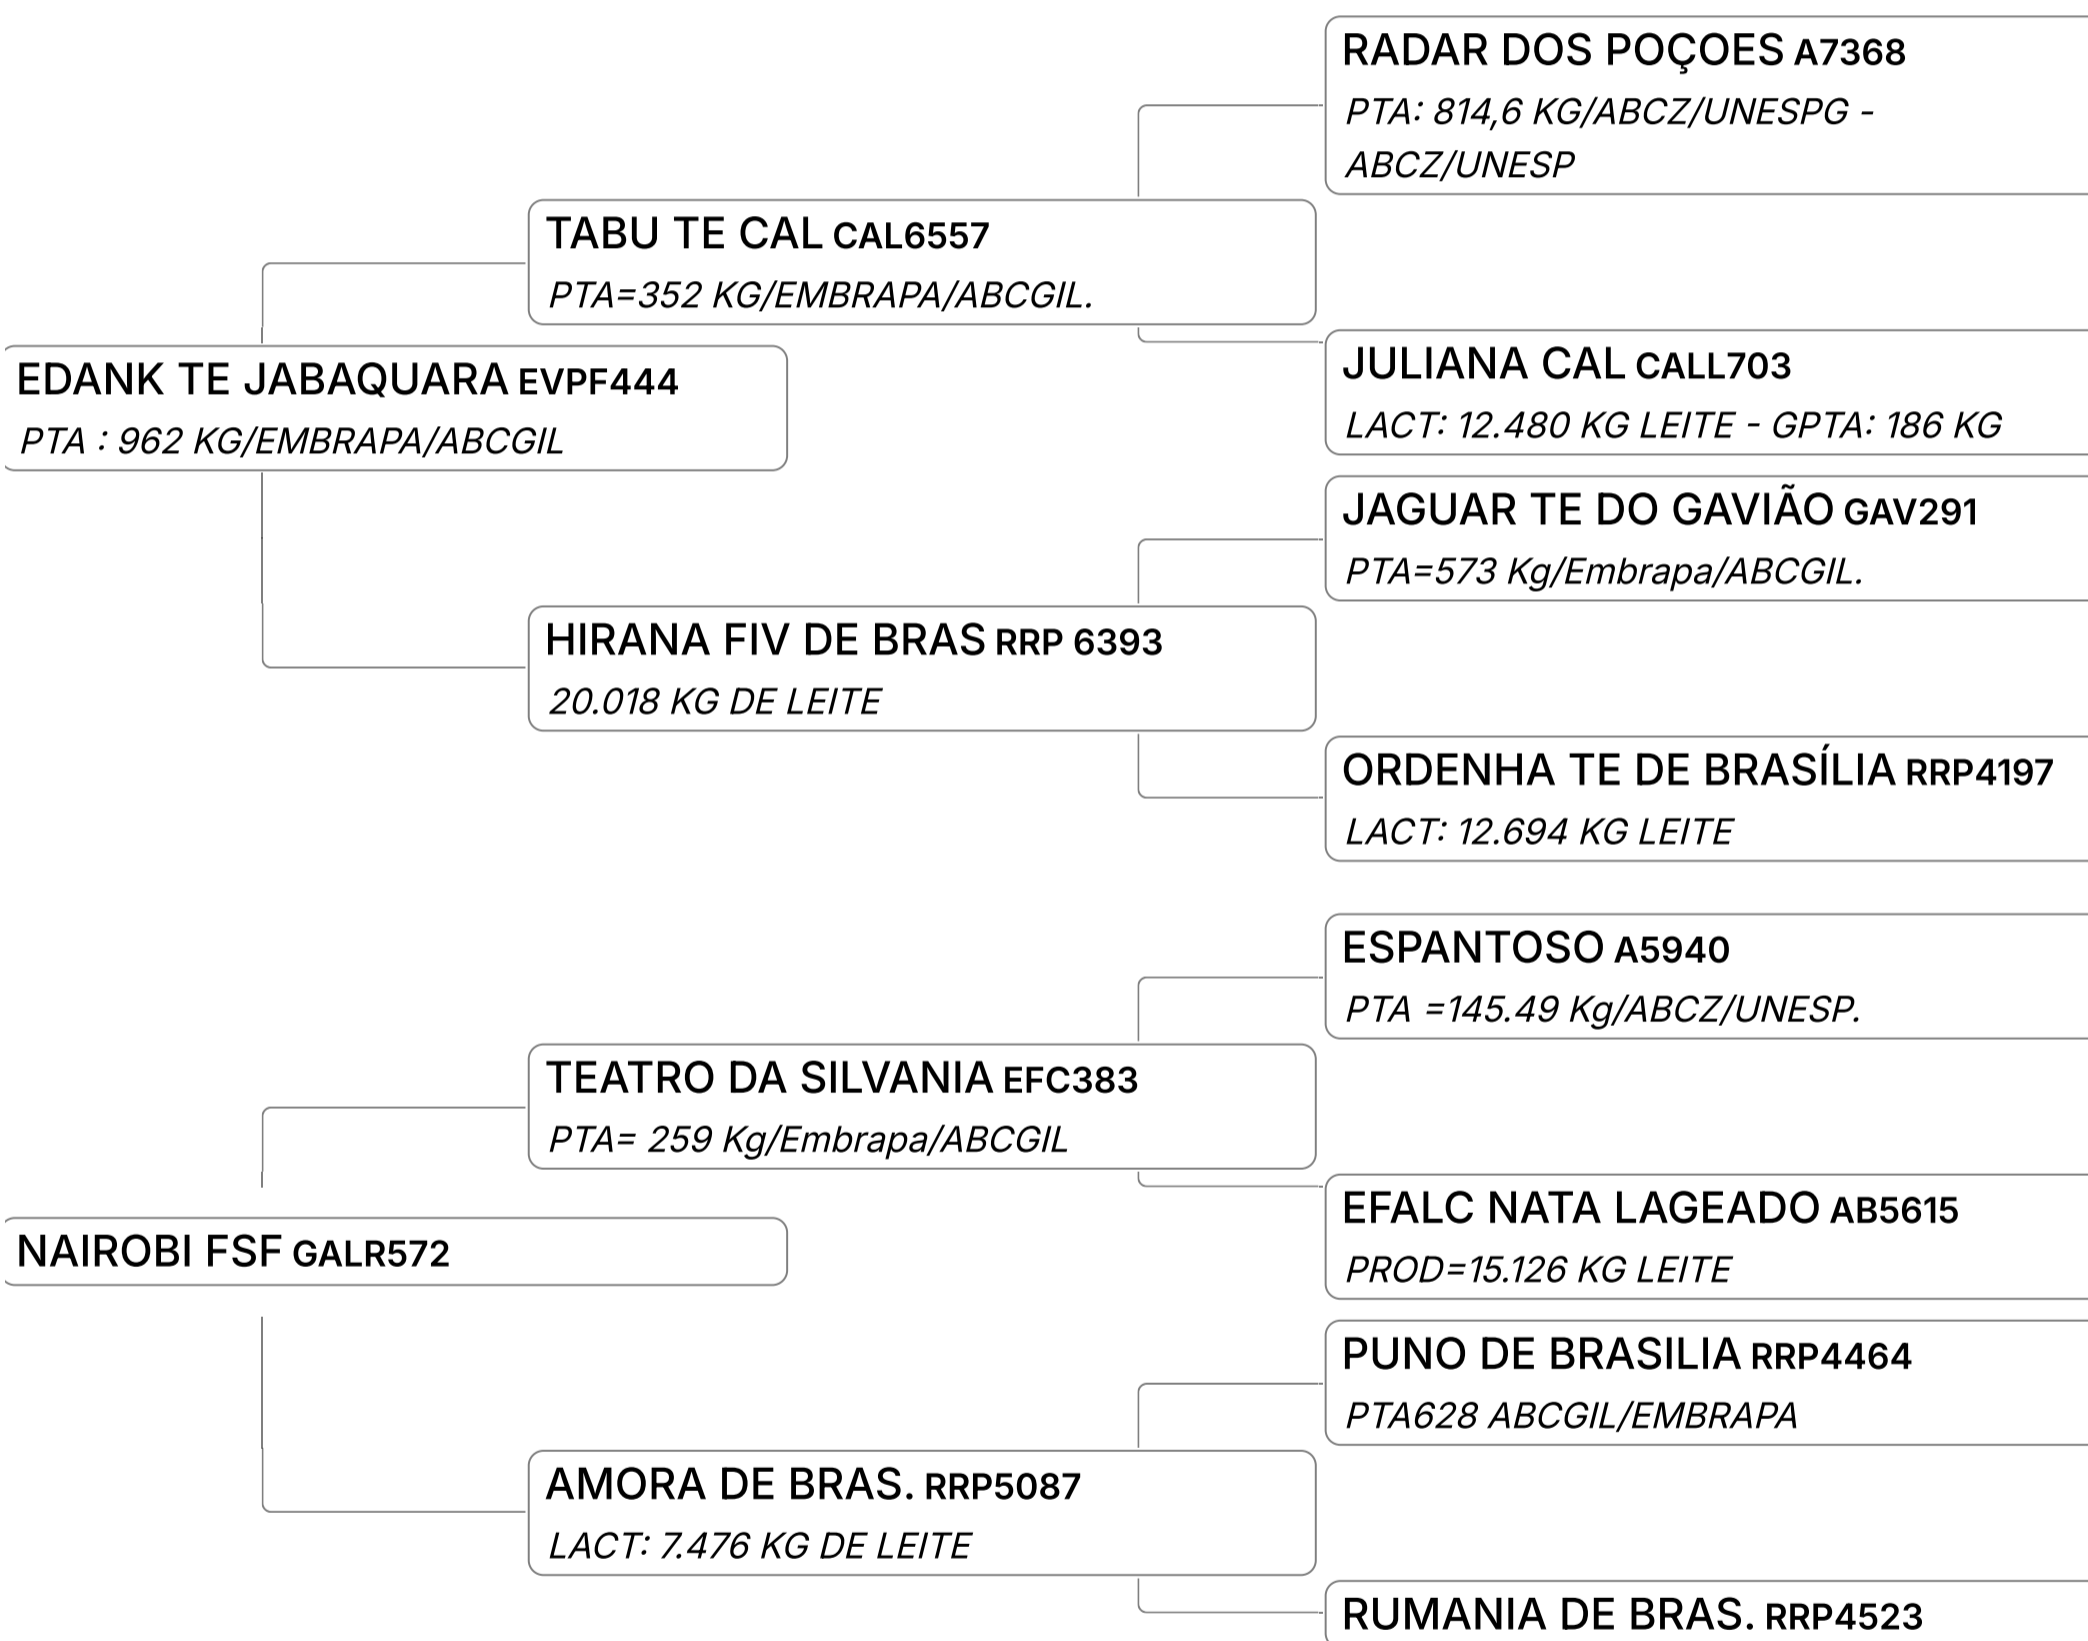 RADAR DOS POÇOES A7368
PTA: 814,6 KG/ABCZ/UNESPG -
ABCZ/UNESP
TABU TE CAL CAL6557
PTA=352 KG/EMBRAPA/ABCGIL.
JULIANA CAL CALL703
LACT: 12.480 KG LEITE - GPTA: 186 KG
EDANK TE JABAQUARA EVPF444
PTA : 962 KG/EMBRAPA/ABCGIL
JAGUAR TE DO GAVIÃO GAV291
PTA=573 Kg/Embrapa/ABCGIL.
HIRANA FIV DE BRAS RRP 6393
20.018 KG DE LEITE
ORDENHA TE DE BRASÍLIA RRP4197
LACT: 12.694 KG LEITE
ESPANTOSO A5940
PTA =145.49 Kg/ABCZ/UNESP.
TEATRO DA SILVANIA EFC383
PTA= 259 Kg/Embrapa/ABCGIL
EFALC NATA LAGEADO AB5615
PROD=15.126 KG LEITE
NAIROBI FSF GALR572
PUNO DE BRASILIA RRP4464
PTA628 ABCGIL/EMBRAPA
AMORA DE BRAS. RRP5087
LACT: 7.476 KG DE LEITE
RUMANIA DE BRAS. RRP4523